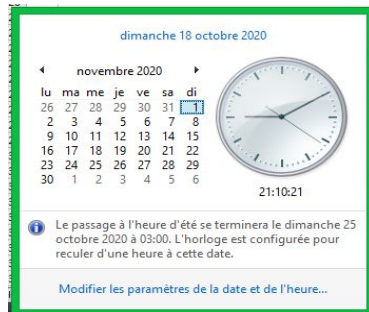 dimanche 18 octobre 2020
novembre 2020
lu ma me je ve sa di
26 27 28 29 30 31 1
2 3 4 5 6 7 8
9 10 11 12 13 14 15
16 17 18 19 20 21 22
23 24 25 26 27 28 29
30 1 2 3 4 5 6
21:10:21
Le passage à l'heure d'été se terminera le dimanche 25
octobre 2020 à 03:00. L'horloge est configurée pour
reculer d'une heure à cette date.
Modifier les paramètres de la date et de l'heure...